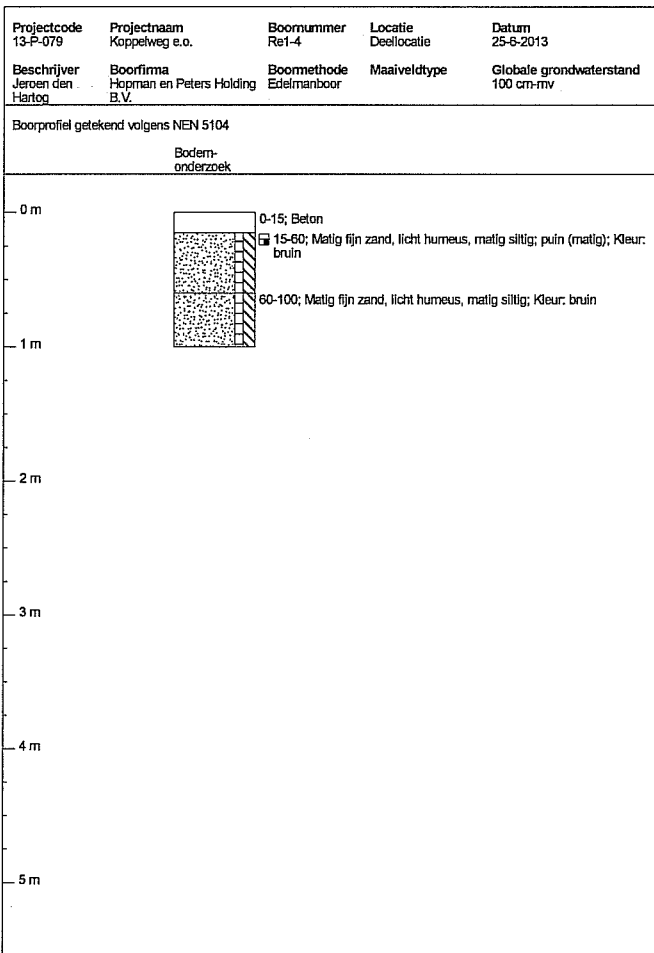 Projectcode Projectnaam Boornummer Locatie Datum
13-P-079 Koppelweg e.o. Re1-4 Deellocatie 25-6-2013
Beschrijver Boorfirma Boormethode Maaiveldtype Globale grondwaterstand
Jeroen den Hopman en Peters Holding Edelmanboor 100 cm-mv
Hartog B.V.
Boorprofiel getekend volgens NEN 5104
Bodem-
onderzoek
0 m
0-15; Beton
15-60; Matig fijn zand, licht humeus, matig siltig; puin (matig); Kleur:
bruin
60-100; Matig fijn zand, licht humeus, matig siltig; Kleur: bruin
1 m
2 m
3 m
4 m
5 m